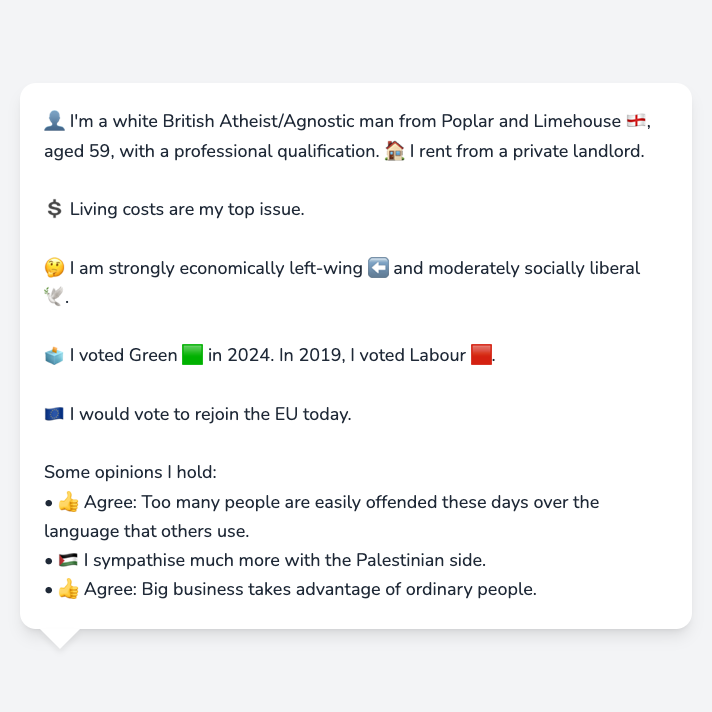 👤 I'm a white British Atheist/Agnostic man from Poplar and Limehouse 🏴󠁧󠁢󠁥󠁮󠁧󠁿,
aged 59, with a professional qualification. 🏠 I rent from a private landlord.
💲 Living costs are my top issue.
🤔 I am strongly economically left-wing ⬅️ and moderately socially liberal
🕊️.
🗳️ I voted Green 🟩 in 2024. In 2019, I voted Labour 🟥.
🇪🇺 I would vote to rejoin the EU today.
Some opinions I hold:
• 👍 Agree: Too many people are easily offended these days over the
language that others use.
• 🇵🇸 I sympathise much more with the Palestinian side.
• 👍 Agree: Big business takes advantage of ordinary people.